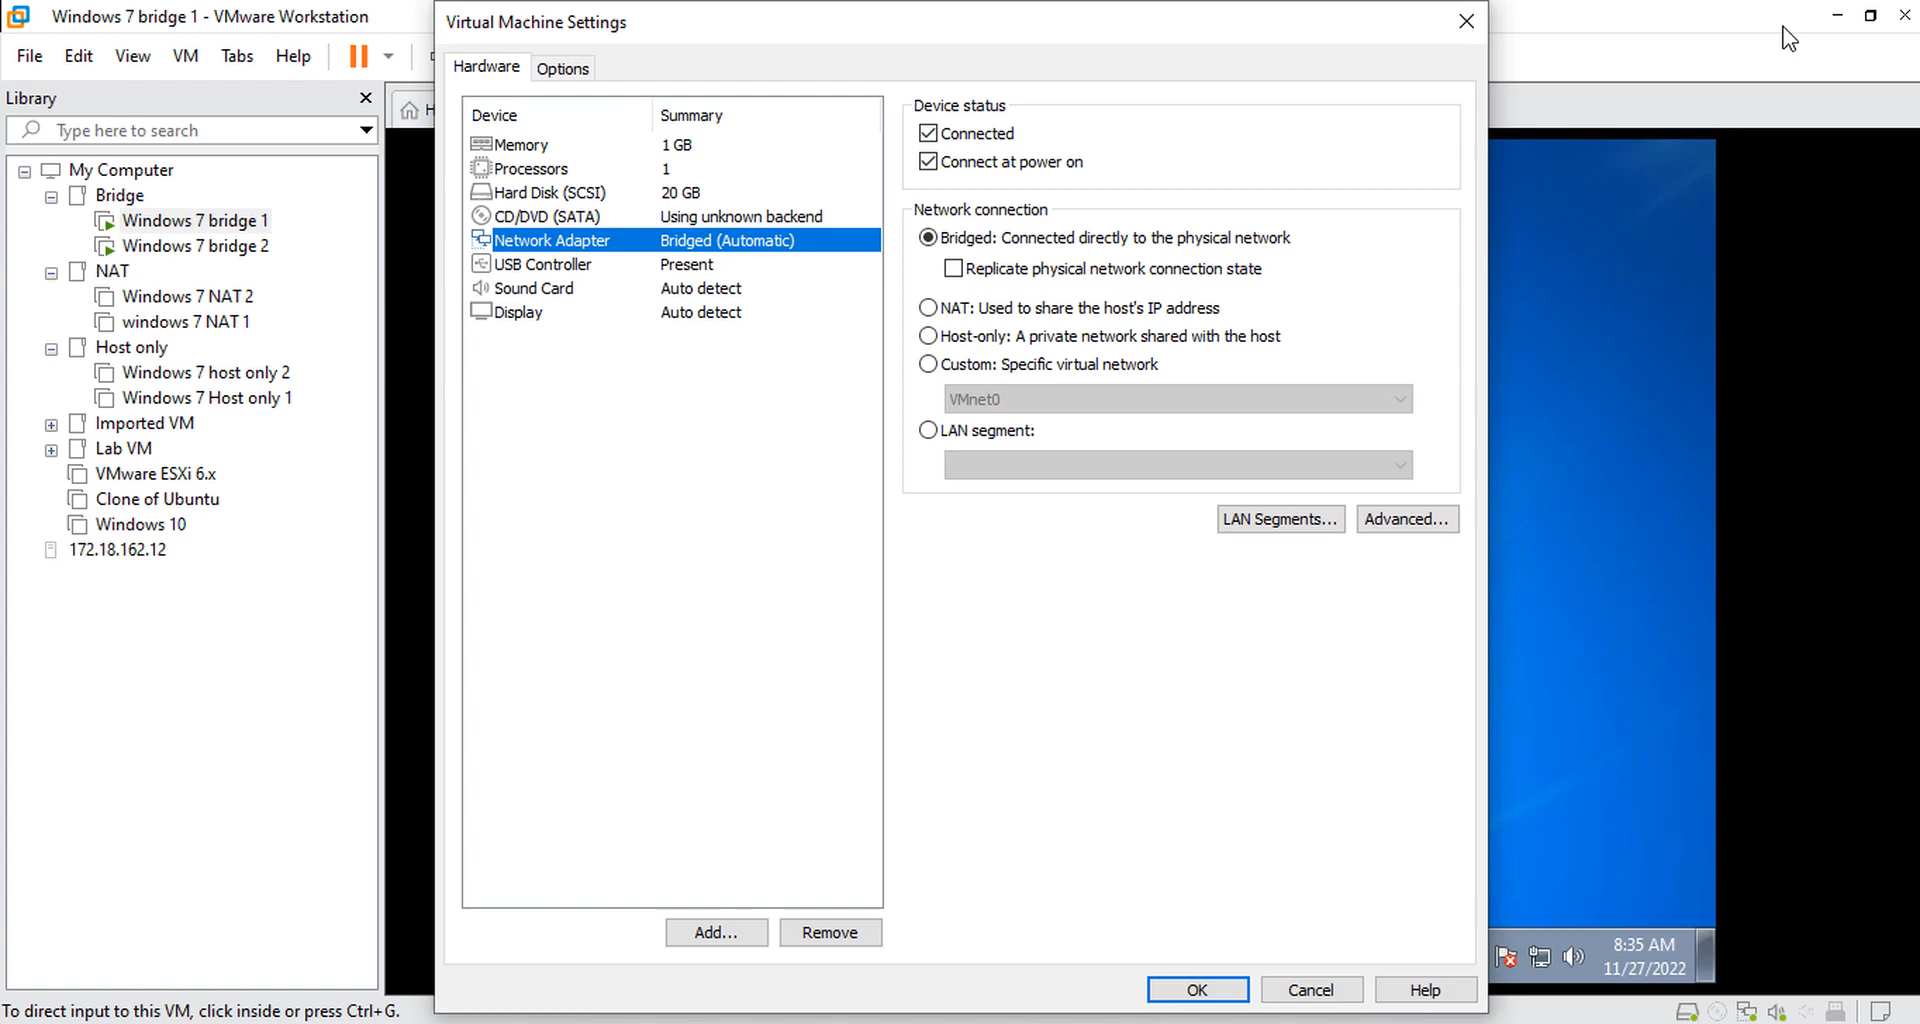 Windows 7 bridge 1 - VMware Workstation
File Edit View VM Tabs Help
Library
Type here to search
My Computer
Bridge
Windows 7 bridge 1
Windows 7 bridge 2
NAT
Windows 7 NAT 2
windows 7 NAT 1
Host only
Windows 7 host only 2
Windows 7 Host only 1
Imported VM
Lab VM
VMware ESXi 6.x
Clone of Ubuntu
Windows 10
172.18.162.12
To direct input to this VM, click inside or press Ctrl+G.
H
Virtual Machine Settings
Hardware Options
Device Summary
Memory 1 GB
Processors 1
Hard Disk (SCSI) 20 GB
CD/DVD (SATA) Using unknown backend
Network Adapter Bridged (Automatic)
USB Controller Present
Sound Card Auto detect
Display Auto detect
Add... Remove
Device status
Connected
Connect at power on
Network connection
Bridged: Connected directly to the physical network
Replicate physical network connection state
NAT: Used to share the host's IP address
Host-only: A private network shared with the host
Custom: Specific virtual network
VMnet0
LAN segment:
LAN Segments... Advanced...
OK Cancel Help
8:35 AM
11/27/2022